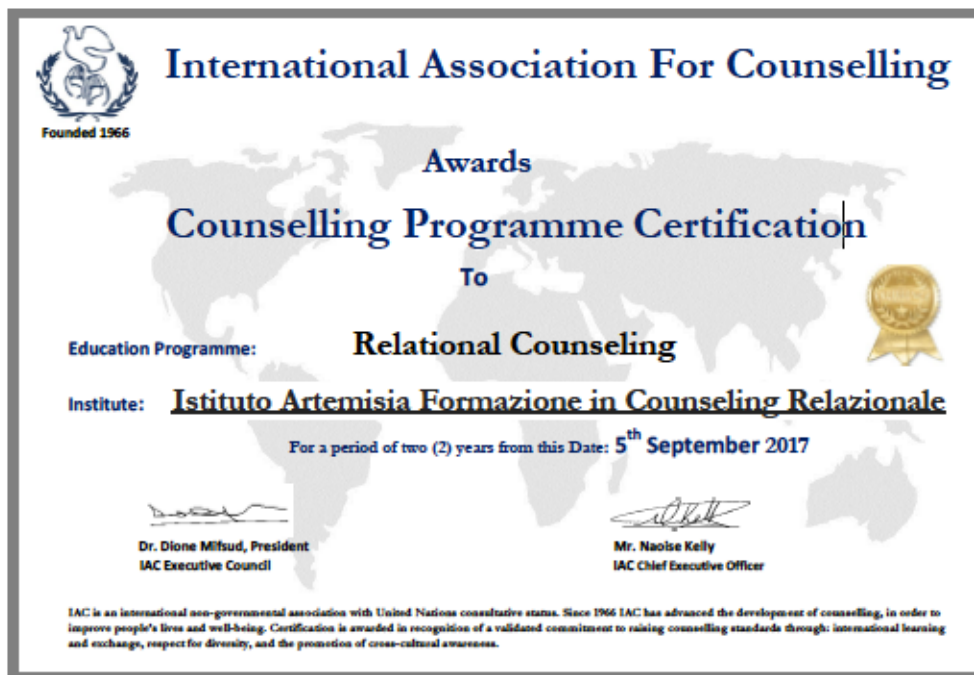 International Association For Counselling
Founded 1966
Awards
Counselling Programme Certification
To
Education Programme: Relational Counseling
Institute: Istituto Artemisia Formazione in Counseling Relazionale
For a period of two (2) years from this Date: 5th September 2017
Dr. Dione Mifsud, President
IAC Executive Council
Mr. Naoise Kelly
IAC Chief Executive Officer
IAC is an international non-governmental association with United Nations consultative status. Since 1966 IAC has advanced the development of counselling, in order to
improve people's lives and well-being. Certification is awarded in recognition of a validated commitment to raising counselling standards through: international learning
and exchange, respect for diversity, and the promotion of cross-cultural awareness.